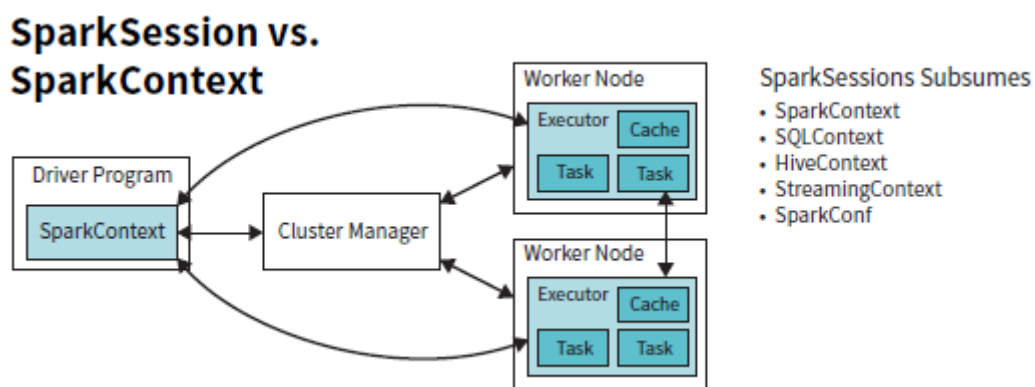 SparkSession vs.
SparkContext
Driver Program
SparkContext
Cluster Manager
Worker Node
Executor
Cache
Task
Task
Worker Node
Executor
Cache
Task
Task
SparkSessions Subsumes
• SparkContext
• SQLContext
• HiveContext
• StreamingContext
• SparkConf